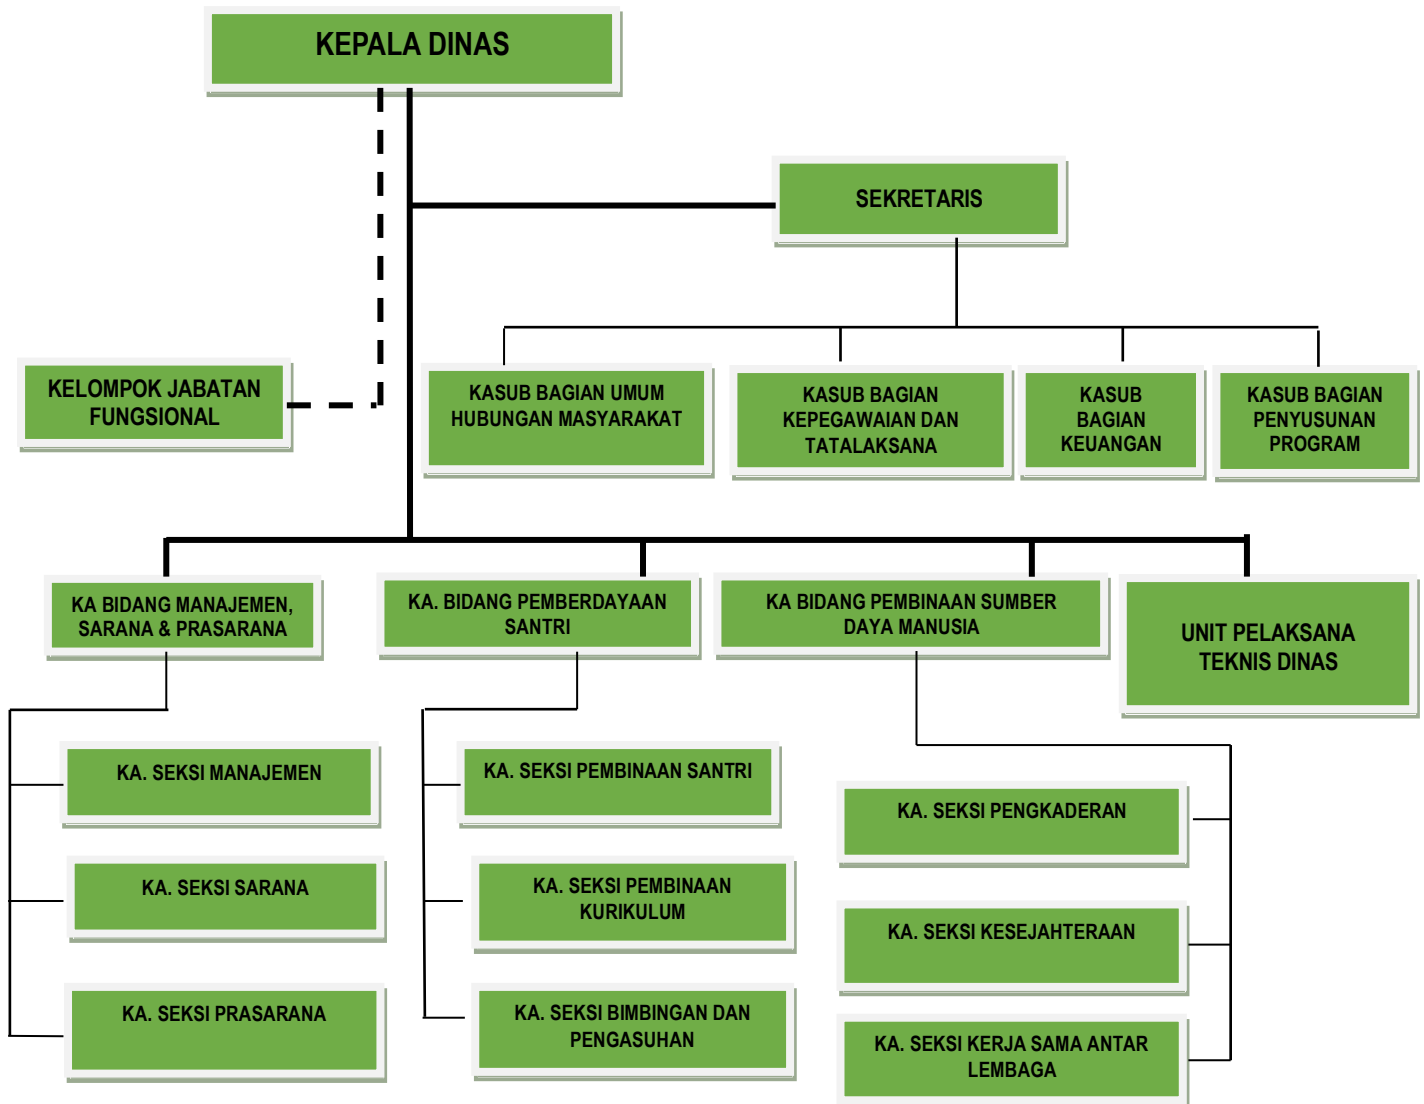 KEPALA DINAS
SEKRETARIS
KELOMPOK JABATAN
FUNGSIONAL
KASUB BAGIAN UMUM
HUBUNGAN MASYARAKAT
KASUB BAGIAN
KEPEGAWAIAN DAN
TATALAKSANA
KASUB
BAGIAN
KEUANGAN
KASUB BAGIAN
PENYUSUNAN
PROGRAM
KA BIDANG MANAJEMEN,
SARANA & PRASARANA
KA. BIDANG PEMBERDAYAAN
SANTRI
KA BIDANG PEMBINAAN SUMBER
DAYA MANUSIA
UNIT PELAKSANA
TEKNIS DINAS
KA. SEKSI MANAJEMEN
KA. SEKSI SARANA
KA. SEKSI PRASARANA
KA. SEKSI PEMBINAAN SANTRI
KA. SEKSI PEMBINAAN
KURIKULUM
KA. SEKSI BIMBINGAN DAN
PENGASUHAN
KA. SEKSI PENGKADERAN
KA. SEKSI KESEJAHTERAAN
KA. SEKSI KERJA SAMA ANTAR
LEMBAGA